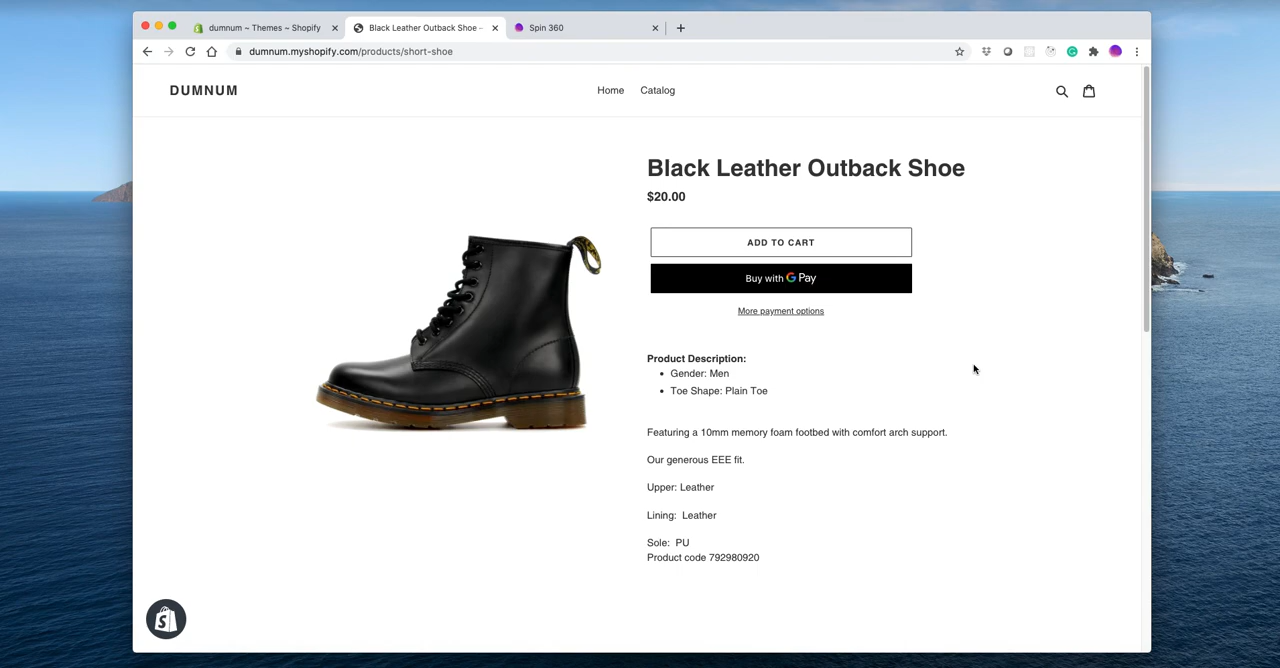 dumnum ~ Themes ~ Shopify
Black Leather Outback Shoe –
Spin 360
dumnum.myshopify.com/products/short-shoe
DUMNUM
Home
Catalog
Black Leather Outback Shoe
$20.00
ADD TO CART
Buy with G Pay
More payment options
Product Description:
Gender: Men
Toe Shape: Plain Toe
Featuring a 10mm memory foam footbed with comfort arch support.
Our generous EEE fit.
Upper: Leather
Lining: Leather
Sole: PU
Product code 792980920